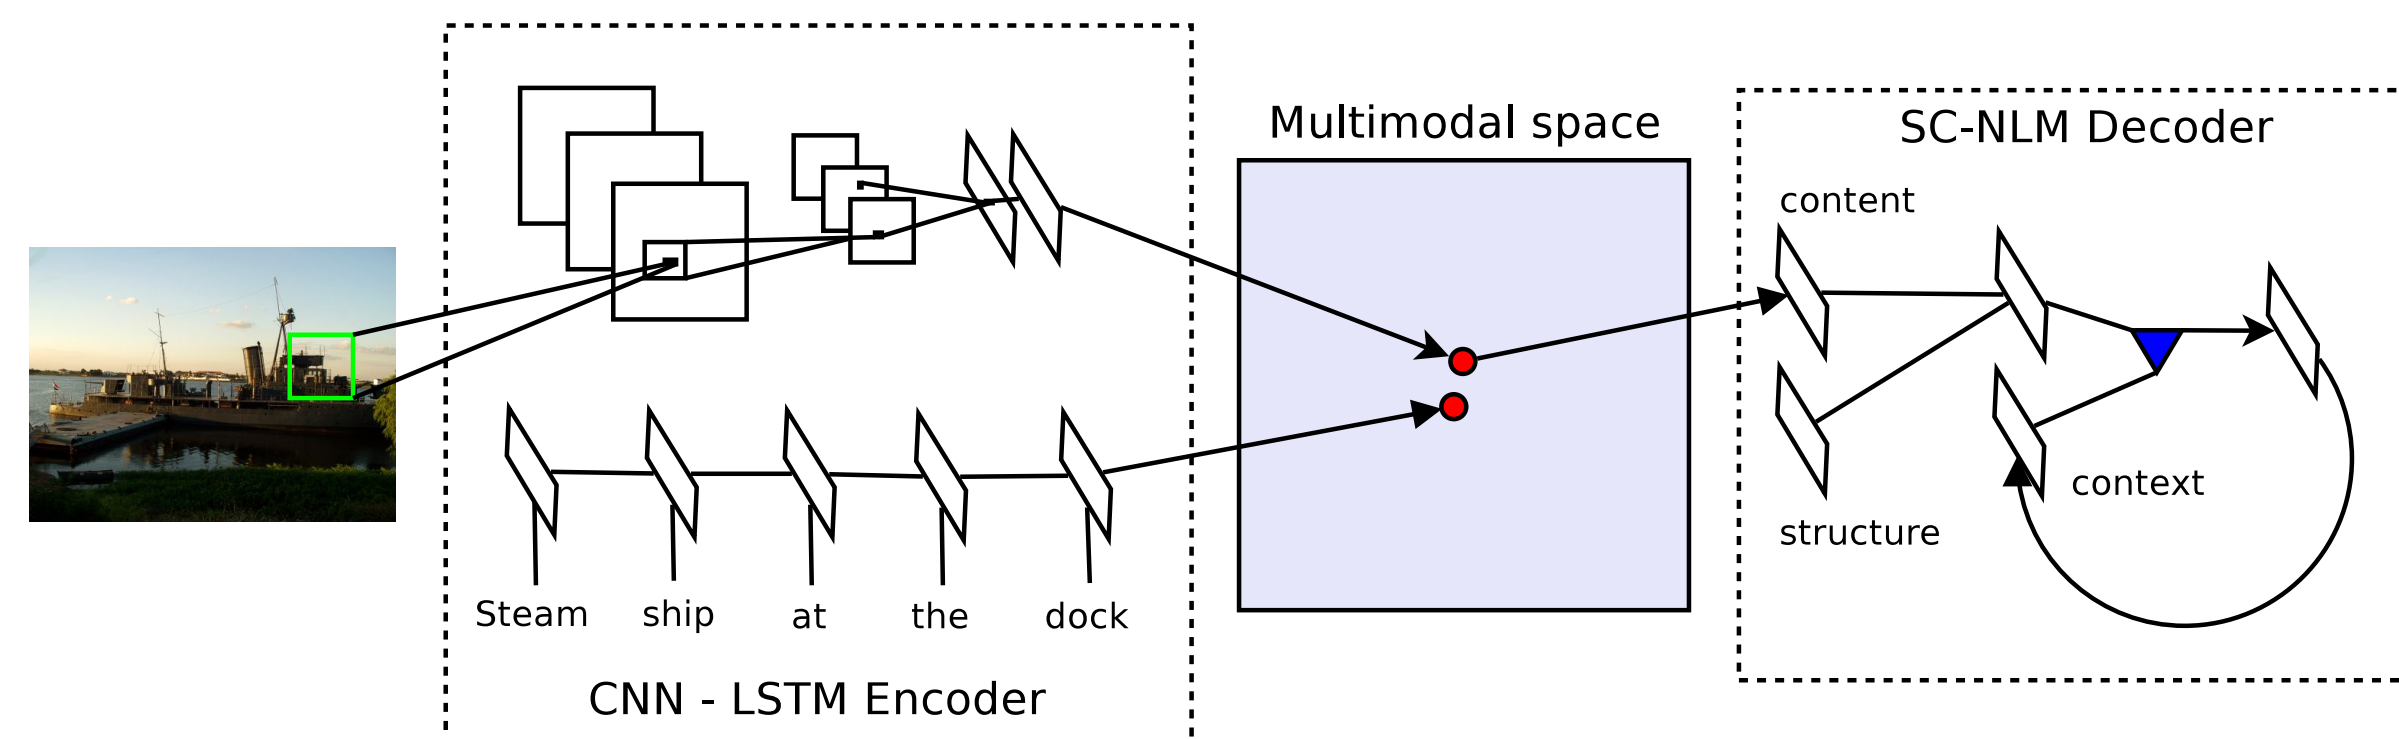 Steam ship at the dock
CNN - LSTM Encoder
Multimodal space
SC-NLM Decoder
content
structure
context